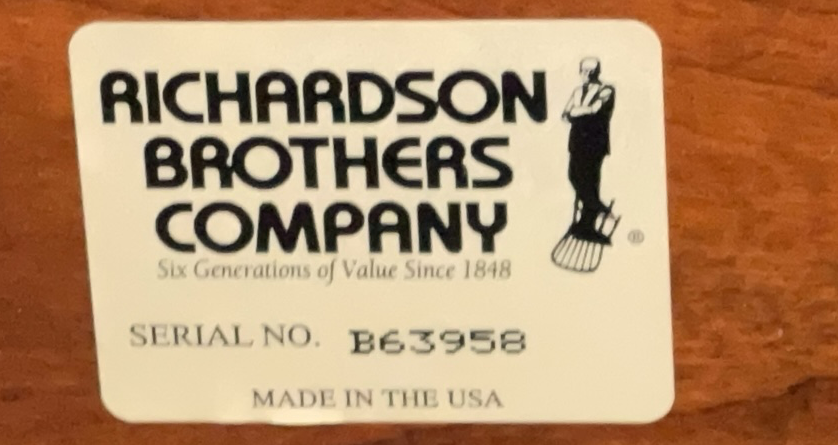 RICHARDSON
BROTHERS
COMPANY
®
Six Generations of Value Since 1848
SERIAL NO. B63958
MADE IN THE USA